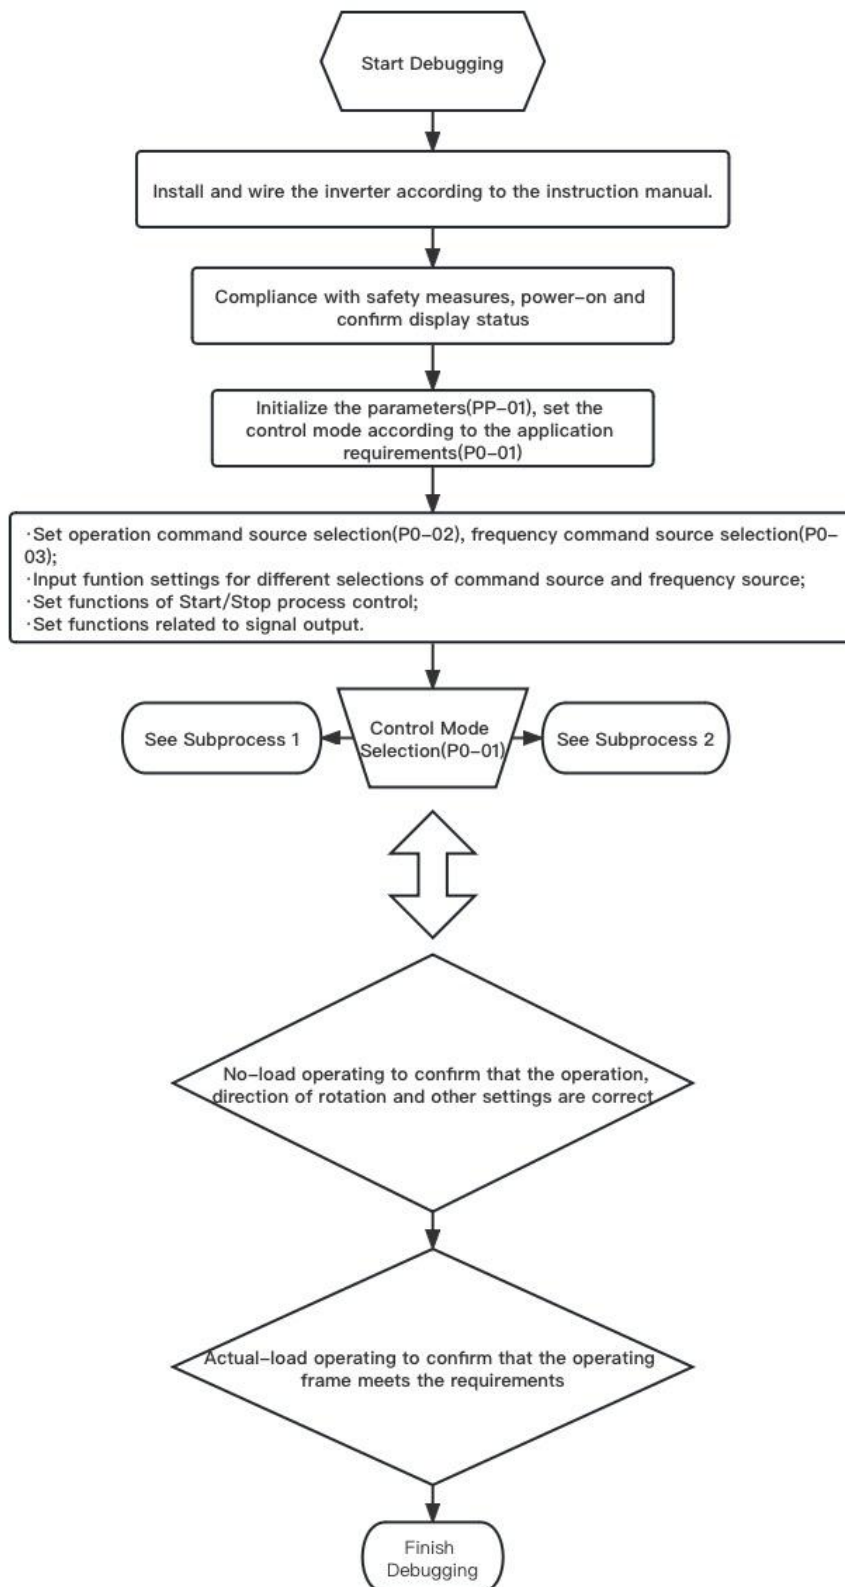 Start Debugging
Install and wire the inverter according to the instruction manual.
Compliance with safety measures, power-on and
confirm display status
Initialize the parameters(PP-01), set the
control mode according to the application
requirements(P0-01)
·Set operation command source selection(P0-02), frequency command source selection(P0-
03);
·Input funtion settings for different selections of command source and frequency source;
·Set functions of Start/Stop process control;
·Set functions related to signal output.
See Subprocess 1
Control Mode
Selection(P0-01)
See Subprocess 2
No-load operating to confirm that the operation,
direction of rotation and other settings are correct
Actual-load operating to confirm that the operating
frame meets the requirements
Finish
Debugging